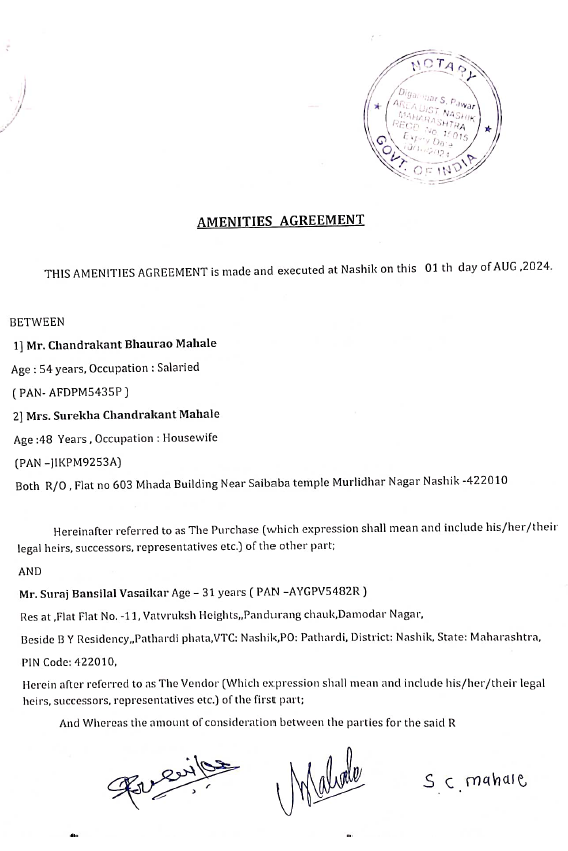 NOTARY
Digambar S. Pawar
AREA DIST. NASHIK
MAHARASHTRA
REGD. No. 16015
Expiry Date
GOVT. OF INDIA
AMENITIES AGREEMENT
THIS AMENITIES AGREEMENT is made and executed at Nashik on this 01 th day of AUG ,2024.
BETWEEN
1] Mr. Chandrakant Bhaurao Mahale
Age : 54 years, Occupation : Salaried
( PAN- AFDPM5435P )
2] Mrs. Surekha Chandrakant Mahale
Age :48 Years , Occupation : Housewife
(PAN –JIKPM9253A)
Both R/O , Flat no 603 Mhada Building Near Saibaba temple Murlidhar Nagar Nashik -422010
Hereinafter referred to as The Purchase (which expression shall mean and include his/her/their
legal heirs, successors, representatives etc.) of the other part;
AND
Mr. Suraj Bansilal Vasaikar Age – 31 years ( PAN –AYGPV5482R )
Res at ,Flat Flat No. -11, Vatvruksh Heights,,Pandurang chauk,Damodar Nagar,
Beside B Y Residency,,Pathardi phata,VTC: Nashik,PO: Pathardi, District: Nashik, State: Maharashtra,
PIN Code: 422010,
Herein after referred to as The Vendor (Which expression shall mean and include his/her/their legal
heirs, successors, representatives etc.) of the first part;
And Whereas the amount of consideration between the parties for the said R
Mahale
S. C. mahale